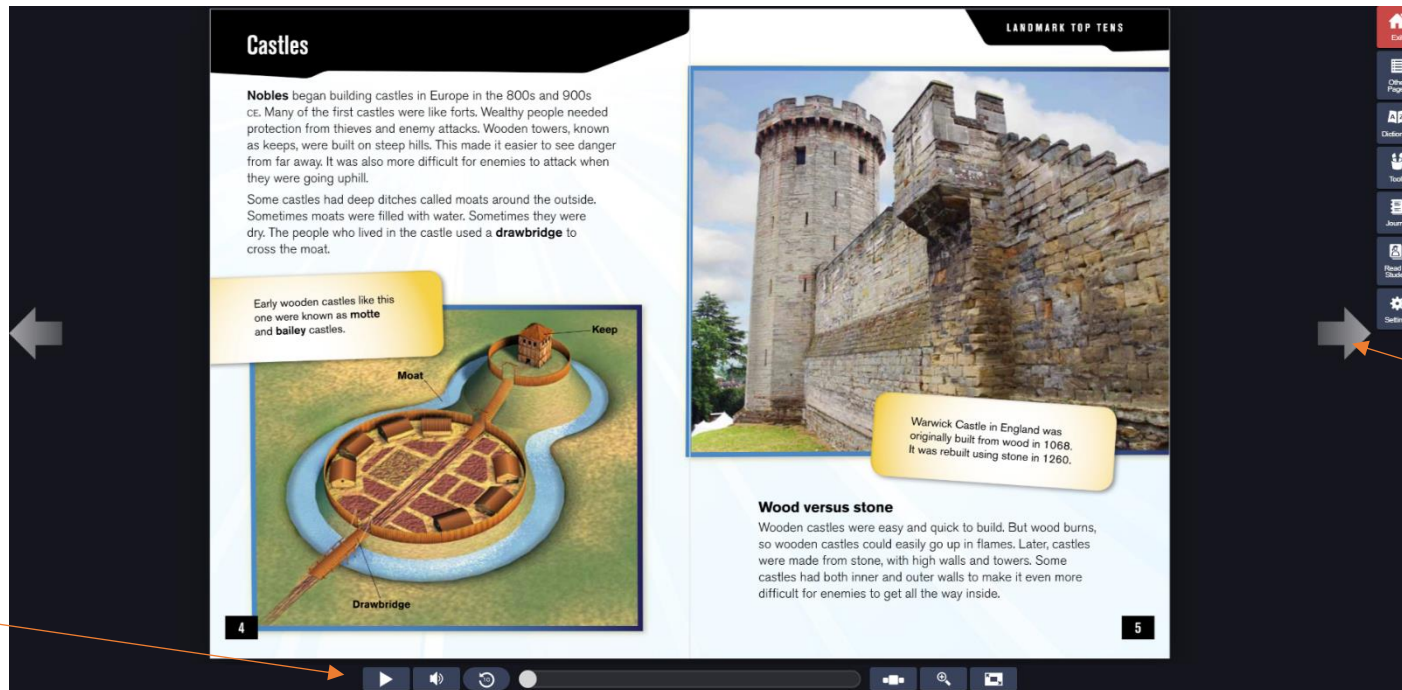 Castles
LANDMARK TOP TENS
Nobles began building castles in Europe in the 800s and 900s
CE. Many of the first castles were like forts. Wealthy people needed
protection from thieves and enemy attacks. Wooden towers, known
as keeps, were built on steep hills. This made it easier to see danger
from far away. It was also more difficult for enemies to attack when
they were going uphill.
Some castles had deep ditches called moats around the outside.
Sometimes moats were filled with water. Sometimes they were
dry. The people who lived in the castle used a drawbridge to
cross the moat.
Early wooden castles like this
one were known as motte
and bailey castles.
Keep
Moat
Drawbridge
4
Warwick Castle in England was
originally built from wood in 1068.
It was rebuilt using stone in 1260.
Wood versus stone
Wooden castles were easy and quick to build. But wood burns,
so wooden castles could easily go up in flames. Later, castles
were made from stone, with high walls and towers. Some
castles had both inner and outer walls to make it even more
difficult for enemies to get all the way inside.
5
10